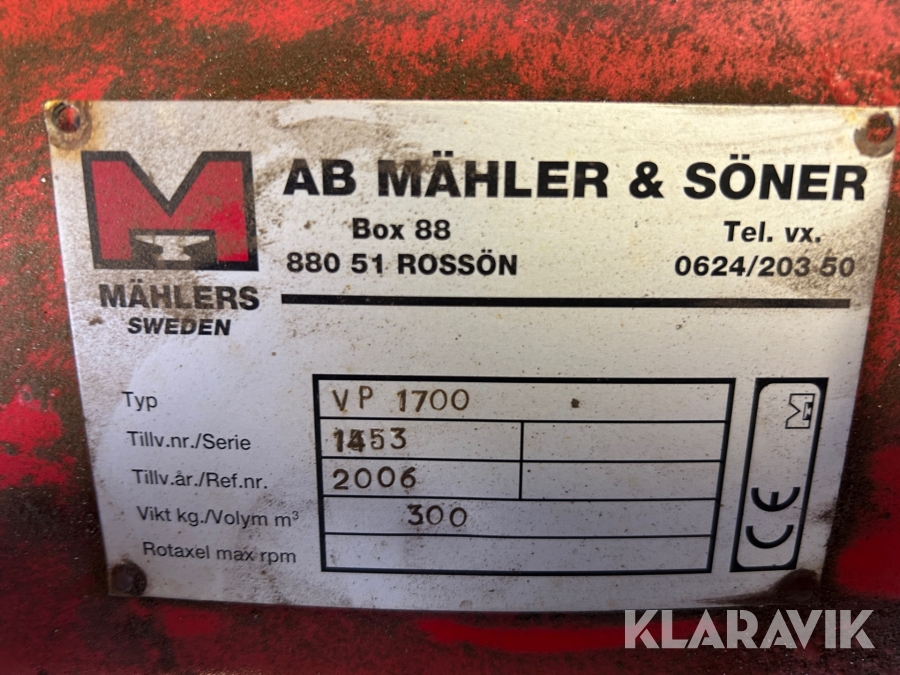 AB MÄHLER & SÖNER
Box 88 Tel. vx.
880 51 ROSSÖN 0624/203 50
MÄHLERS
SWEDEN
Typ VP 1700
Tillv.nr./Serie 1453
Tillv.år./Ref.nr. 2006
Vikt kg./Volym m³ 300
Rotaxel max rpm
CE
KLARAVIK